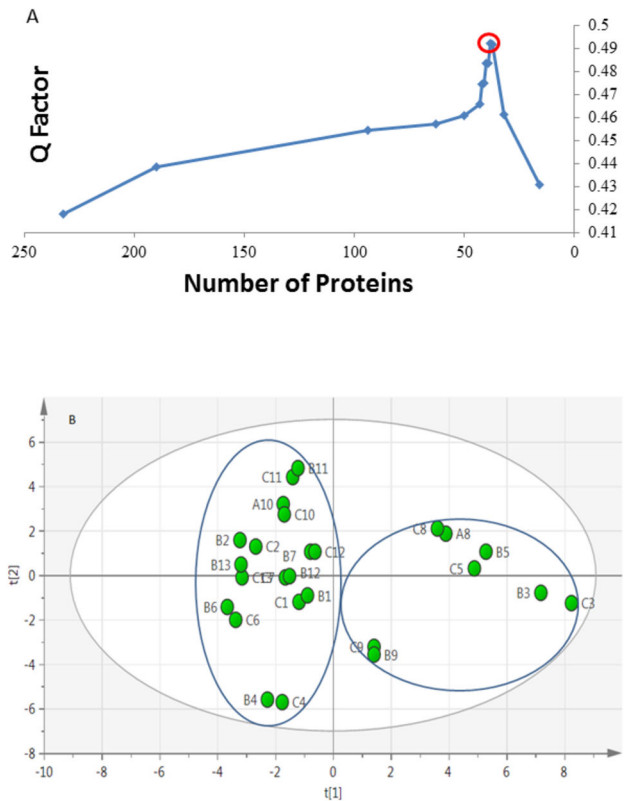 A
Q Factor
0.5
0.49
0.48
0.47
0.46
0.45
0.44
0.43
0.42
0.41
250 200 150 100 50 0
Number of Proteins
B
t[2]
6
4
2
0
-2
-4
-6
-8
C11 B11
A10 C10
B2 C2
B7 C12
B13 C13 C7 B12
B6 C6
C1 B1
B4 C4
C8 A8
C5 B5
B3 C3
C9 B9
-10 -8 -6 -4 -2 0 2 4 6 8
t[1]